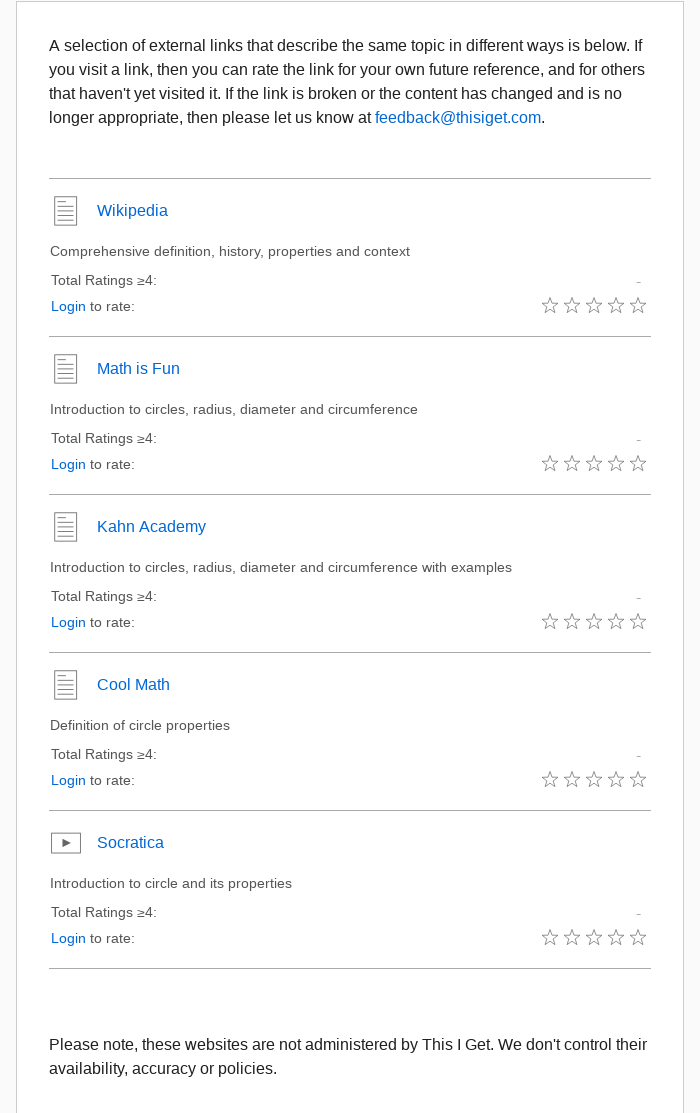 A selection of external links that describe the same topic in different ways is below. If
you visit a link, then you can rate the link for your own future reference, and for others
that haven't yet visited it. If the link is broken or the content has changed and is no
longer appropriate, then please let us know at feedback@thisiget.com.
Wikipedia
Comprehensive definition, history, properties and context
Total Ratings ≥4: -
Login to rate:
Math is Fun
Introduction to circles, radius, diameter and circumference
Total Ratings ≥4: -
Login to rate:
Kahn Academy
Introduction to circles, radius, diameter and circumference with examples
Total Ratings ≥4: -
Login to rate:
Cool Math
Definition of circle properties
Total Ratings ≥4: -
Login to rate:
Socratica
Introduction to circle and its properties
Total Ratings ≥4: -
Login to rate:
Please note, these websites are not administered by This I Get. We don't control their
availability, accuracy or policies.